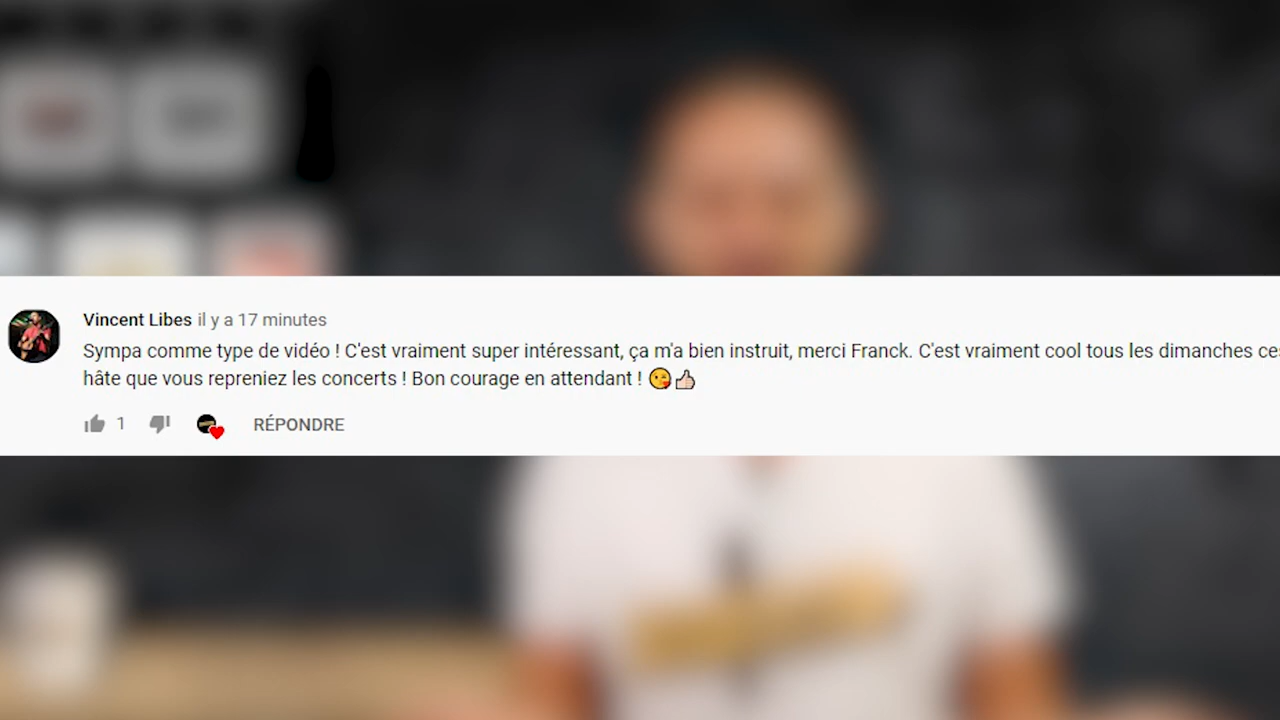 Vincent Libes il y a 17 minutes
Sympa comme type de vidéo ! C'est vraiment super intéressant, ça m'a bien instruit, merci Franck. C'est vraiment cool tous les dimanches
hâte que vous repreniez les concerts ! Bon courage en attendant ! 😘👍🏻
1
RÉPONDRE